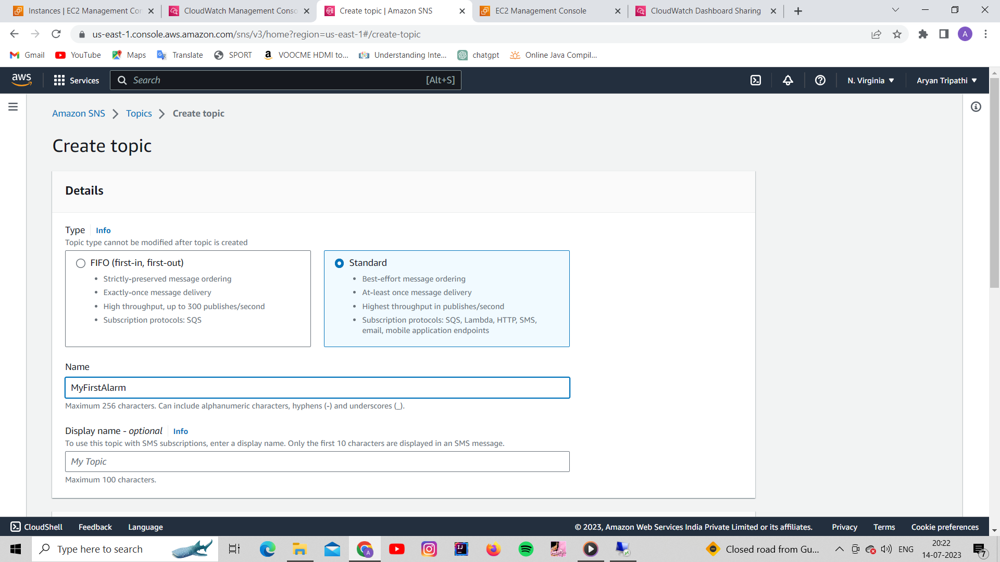 Instances | EC2 Management Con
CloudWatch Management Conso
Create topic | Amazon SNS
EC2 Management Console
CloudWatch Dashboard Sharing
us-east-1.console.aws.amazon.com/sns/v3/home?region=us-east-1#/create-topic
A
Gmail
YouTube
Maps
Translate
SPORT
VOOCME HDMI to...
Understanding Inte...
chatgpt
Online Java Compil...
aws
Services
Search
[Alt+S]
N. Virginia
Aryan Tripathi
Amazon SNS
Topics
Create topic
Create topic
Details
Type
Info
Topic type cannot be modified after topic is created
FIFO (first-in, first-out)
• Strictly-preserved message ordering
• Exactly-once message delivery
• High throughput, up to 300 publishes/second
• Subscription protocols: SQS
Standard
• Best-effort message ordering
• At-least once message delivery
• Highest throughput in publishes/second
• Subscription protocols: SQS, Lambda, HTTP, SMS,
email, mobile application endpoints
Name
MyFirstAlarm
Maximum 256 characters. Can include alphanumeric characters, hyphens (-) and underscores (_).
Display name - optional
Info
To use this topic with SMS subscriptions, enter a display name. Only the first 10 characters are displayed in an SMS message.
My Topic
Maximum 100 characters.
CloudShell
Feedback
Language
© 2023, Amazon Web Services India Private Limited or its affiliates.
Privacy
Terms
Cookie preferences
Type here to search
A
IJ
Closed road from Gu...
ENG
20:22
14-07-2023
7